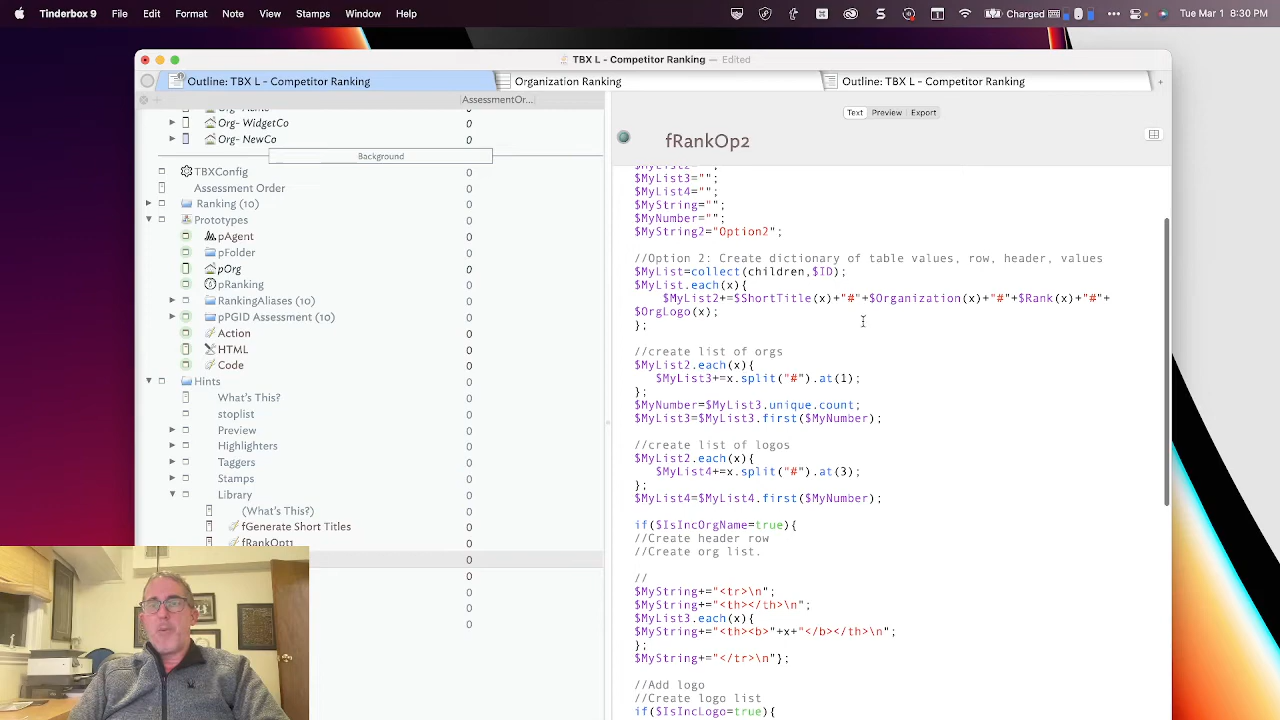 Tinderbox 9 File Edit Format Note View Stamps Window Help Charged Tue Mar 1 8:30 PM
TBX L - Competitor Ranking — Edited
Outline: TBX L - Competitor Ranking Organization Ranking Outline: TBX L - Competitor Ranking
AssessmentOr...
Text Preview Export
Org- WidgetCo 0
Org- NewCo 0
Background
TBXConfig 0
Assessment Order 0
Ranking (10) 0
Prototypes 0
pAgent 0
pFolder 0
pOrg 0
pRanking 0
RankingAliases (10) 0
pPGID Assessment (10) 0
Action 0
HTML 0
Code 0
Hints 0
What's This? 0
stoplist 0
Preview 0
Highlighters 0
Taggers 0
Stamps 0
Library 0
(What's This?) 0
fGenerate Short Titles 0
fRankOpt1 0
0
0
0
0
0
fRankOp2
$MyList3="";
$MyList4="";
$MyString="";
$MyNumber="";
$MyString2="Option2";
//Option 2: Create dictionary of table values, row, header, values
$MyList=collect(children,$ID);
$MyList.each(x){
$MyList2+=$ShortTitle(x)+"#"+$Organization(x)+"#"+$Rank(x)+"#"+
$OrgLogo(x);
};
//create list of orgs
$MyList2.each(x){
$MyList3+=x.split("#").at(1);
};
$MyNumber=$MyList3.unique.count;
$MyList3=$MyList3.first($MyNumber);
//create list of logos
$MyList2.each(x){
$MyList4+=x.split("#").at(3);
};
$MyList4=$MyList4.first($MyNumber);
if($IsIncOrgName=true){
//Create header row
//Create org list.
//
$MyString+="<tr>\n";
$MyString+="<th></th>\n";
$MyList3.each(x){
$MyString+="<th><b>"+x+"</b></th>\n";
};
$MyString+="</tr>\n"};
//Add logo
//Create logo list
if($IsIncLogo=true){